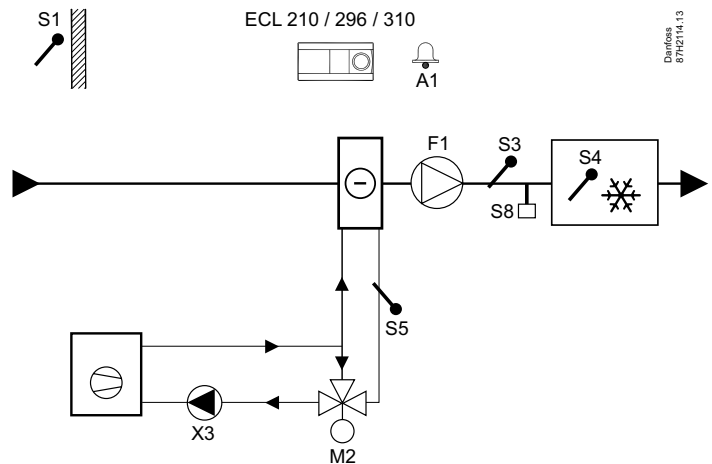 S1
ECL 210 / 296 / 310
Danfoss
87H2114.13
A1
F1
S3
S4
S8
S5
X3
M2